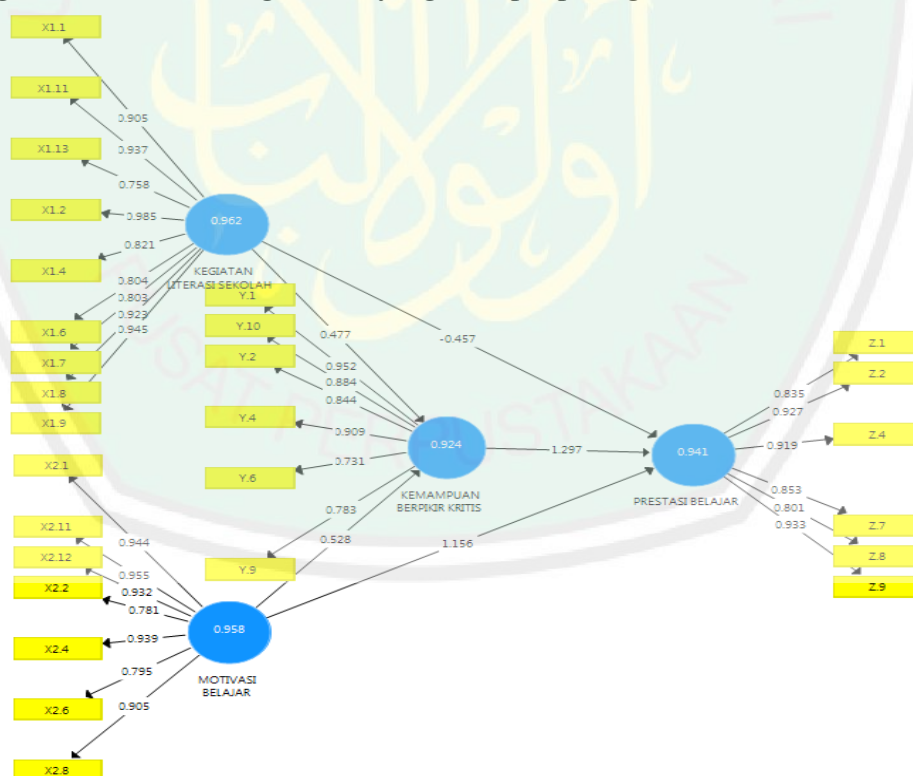 X1.1
X1.11
X1.13
X1.2
X1.4
X1.6
X1.7
X1.8
X1.9
0.905
0.937
0.758
0.985
0.821
0.804
0.803
0.923
0.945
0.962
KEGIATAN
LITERASI SEKOLAH
Y.1
Y.10
Y.2
Y.4
Y.6
Y.9
0.477
0.952
0.884
0.844
0.909
0.731
0.783
0.528
-0.457
0.924
KEMAMPUAN
BERPIKIR KRITIS
1.297
1.156
0.941
PRESTASI BELAJAR
0.835
0.927
0.919
0.853
0.801
0.933
Z.1
Z.2
Z.4
Z.7
Z.8
Z.9
X2.1
X2.11
X2.12
X2.2
X2.4
X2.6
X2.8
0.944
0.955
0.932
0.781
0.939
0.795
0.905
0.958
MOTIVASI
BELAJAR